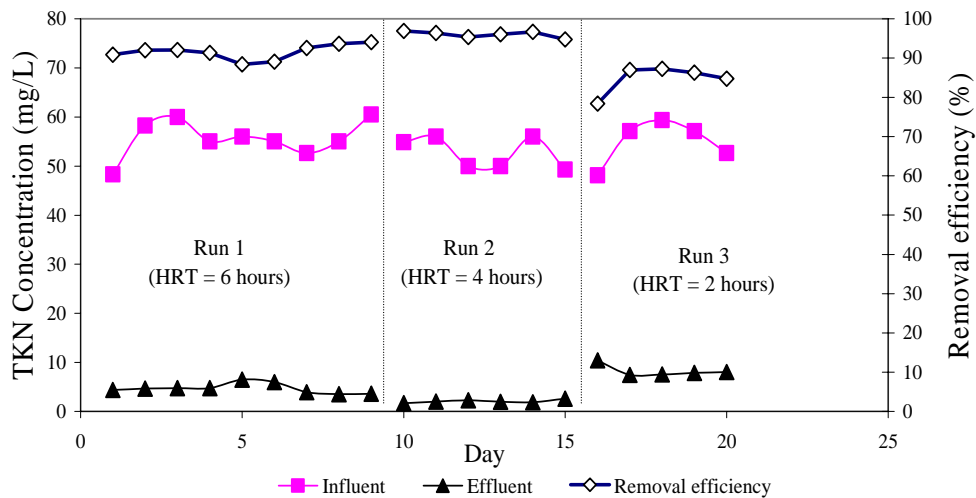 TKN Concentration (mg/L)
80
70
60
50
40
30
20
10
0
100
90
80
70
60
50
40
30
20
10
0
Removal efficiency (%)
Run 1
(HRT = 6 hours)
Run 2
(HRT = 4 hours)
Run 3
(HRT = 2 hours)
0 5 10 15 20 25
Day
Influent Effluent Removal efficiency